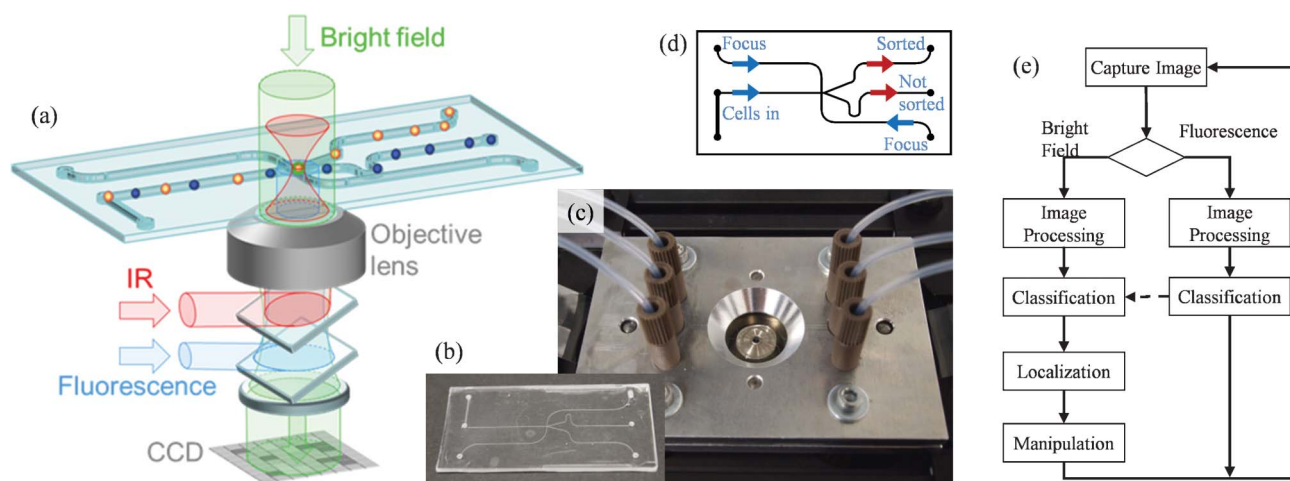 (a)
Bright field
Objective
lens
IR
Fluorescence
CCD
(b)
(c)
(d)
Focus
Sorted
Cells in
Not
sorted
Focus
(e)
Capture Image
Bright
Field
Fluorescence
Image
Processing
Image
Processing
Classification
Classification
Localization
Manipulation